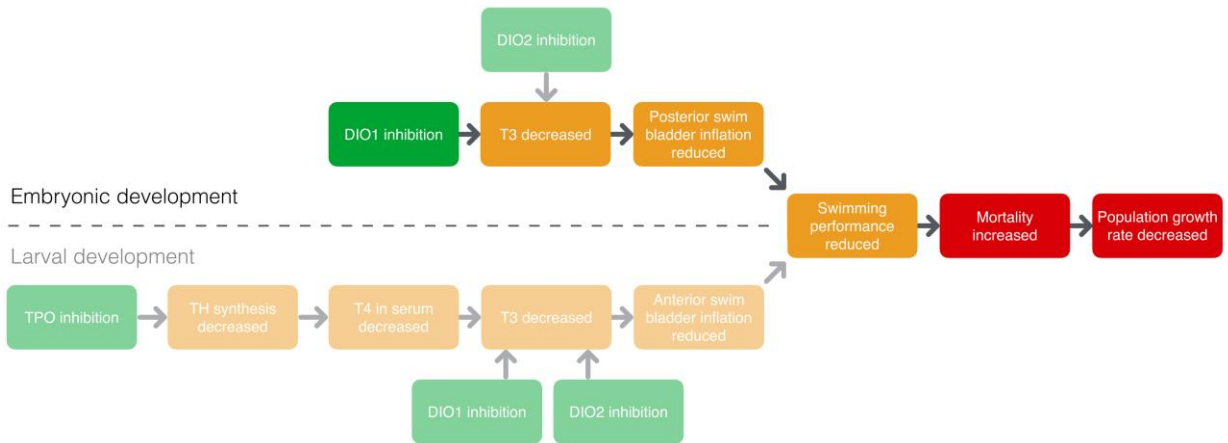 DIO2 inhibition
DIO1 inhibition
T3 decreased
Posterior swim
bladder inflation
reduced
Embryonic development
Larval development
Swimming
performance
reduced
Mortality
increased
Population growth
rate decreased
TPO inhibition
TH synthesis
decreased
T4 in serum
decreased
T3 decreased
Anterior swim
bladder inflation
reduced
DIO1 inhibition
DIO2 inhibition